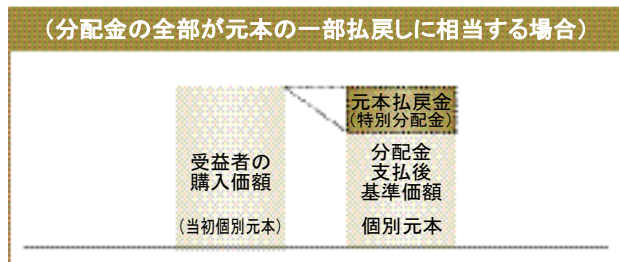 （分配金の全部が元本の一部払戻しに相当する場合）
受益者の
購入価額
（当初個別元本）
元本払戻金
（特別分配金）
分配金
支払後
基準価額
個別元本